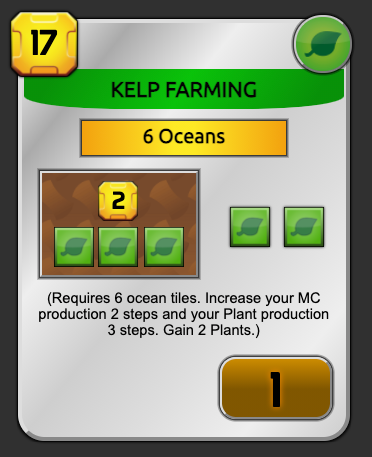 17
KELP FARMING
6 Oceans
2
(Requires 6 ocean tiles. Increase your MC
production 2 steps and your Plant production
3 steps. Gain 2 Plants.)
1